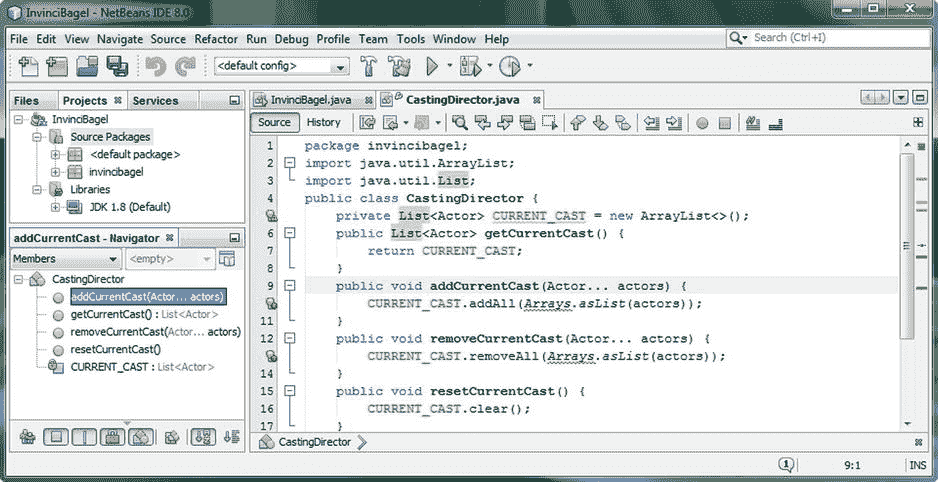 InvinciBagel - NetBeans IDE 8.0
File Edit View Navigate Source Refactor Run Debug Profile Team Tools Window Help
Search (Ctrl+I)
<default config>
Files Projects Services
InvinciBagel
Source Packages
<default package>
invincibagel
Libraries
JDK 1.8 (Default)
addCurrentCast - Navigator
Members <empty>
CastingDirector
addCurrentCast(Actor... actors)
getCurrentCast() : List<Actor>
removeCurrentCast(Actor... actors)
resetCurrentCast()
CURRENT_CAST : List<Actor>
InvinciBagel.java CastingDirector.java
Source History
1 package invincibagel;
2 import java.util.ArrayList;
3 import java.util.List;
4 public class CastingDirector {
private List<Actor> CURRENT_CAST = new ArrayList<>();
6 public List<Actor> getCurrentCast() {
7 return CURRENT_CAST;
8 }
9 public void addCurrentCast(Actor... actors) {
CURRENT_CAST.addAll(Arrays.asList(actors));
11 }
12 public void removeCurrentCast(Actor... actors) {
CURRENT_CAST.removeAll(Arrays.asList(actors));
14 }
15 public void resetCurrentCast() {
16 CURRENT_CAST.clear();
17 }
CastingDirector
1 9:1 INS